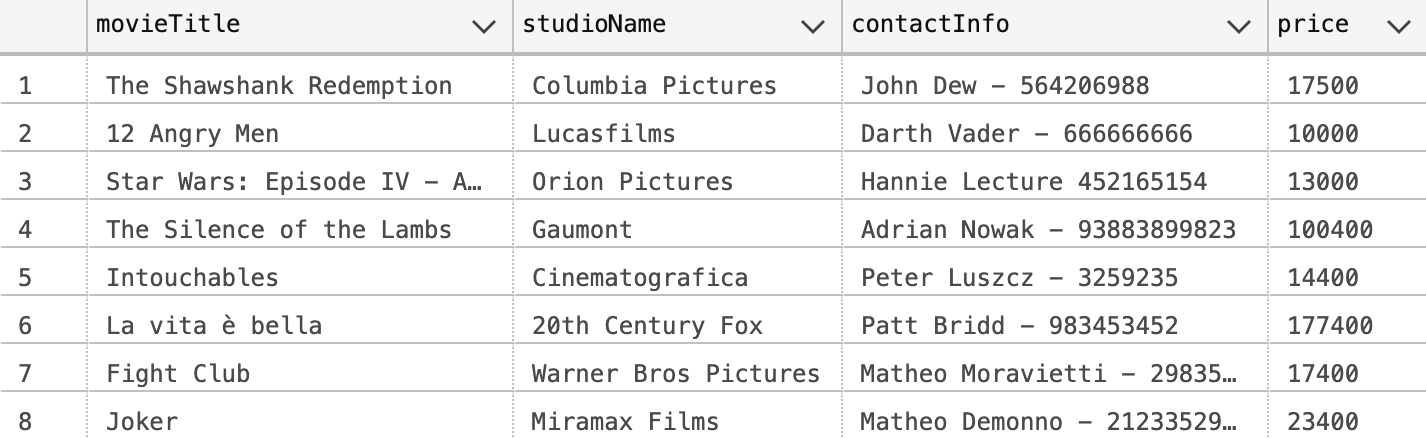 movieTitle studioName contactInfo price
1 The Shawshank Redemption Columbia Pictures John Dew – 564206988 17500
2 12 Angry Men Lucasfilms Darth Vader – 666666666 10000
3 Star Wars: Episode IV – A… Orion Pictures Hannie Lecture 452165154 13000
4 The Silence of the Lambs Gaumont Adrian Nowak – 93883899823 100400
5 Intouchables Cinematografica Peter Luszcz – 3259235 14400
6 La vita è bella 20th Century Fox Patt Bridd – 983453452 177400
7 Fight Club Warner Bros Pictures Matheo Moravietti – 29835… 17400
8 Joker Miramax Films Matheo Demonno – 21233529… 23400